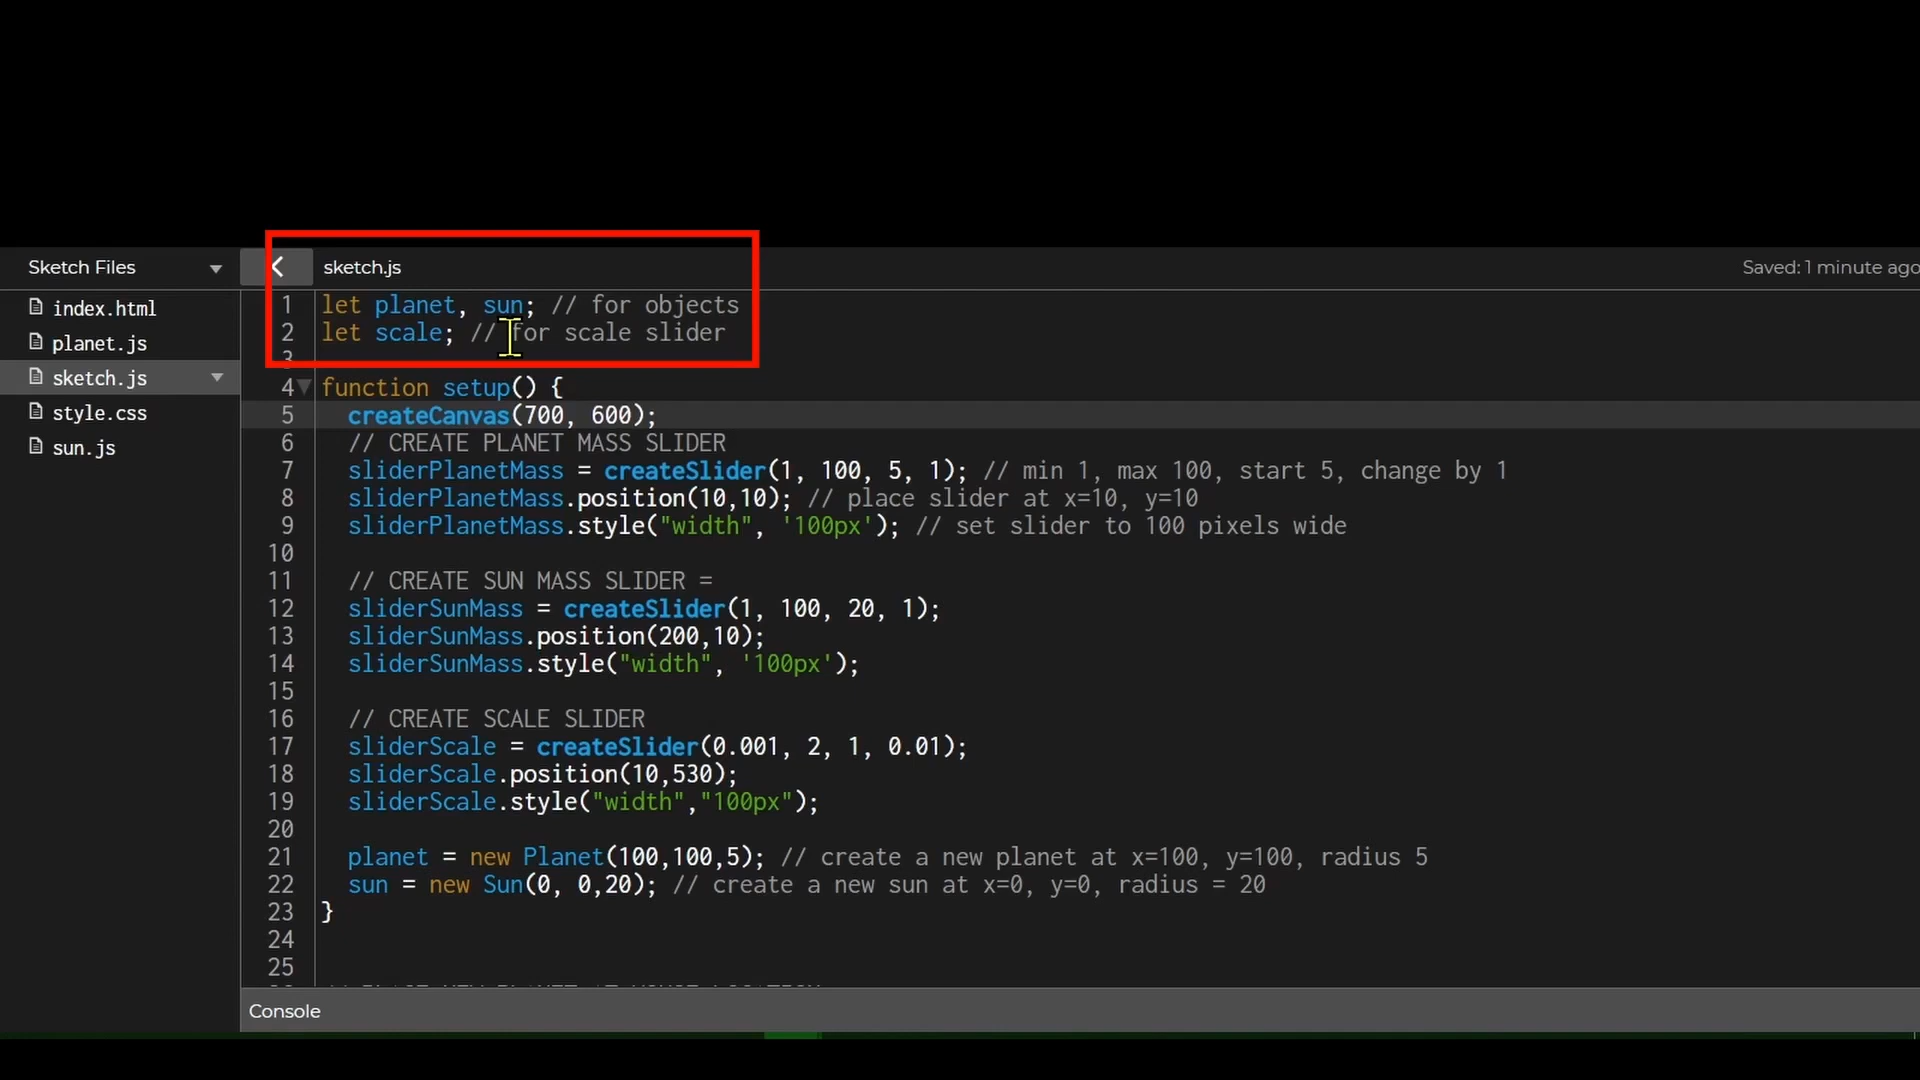 Sketch Files
sketch.js
Saved: 1 minute ago
index.html
planet.js
sketch.js
style.css
sun.js
1 let planet, sun; // for objects
2 let scale; // for scale slider
3
4 function setup() {
5 createCanvas(700, 600);
6 // CREATE PLANET MASS SLIDER
7 sliderPlanetMass = createSlider(1, 100, 5, 1); // min 1, max 100, start 5, change by 1
8 sliderPlanetMass.position(10,10); // place slider at x=10, y=10
9 sliderPlanetMass.style("width", '100px'); // set slider to 100 pixels wide
10
11 // CREATE SUN MASS SLIDER =
12 sliderSunMass = createSlider(1, 100, 20, 1);
13 sliderSunMass.position(200,10);
14 sliderSunMass.style("width", '100px');
15
16 // CREATE SCALE SLIDER
17 sliderScale = createSlider(0.001, 2, 1, 0.01);
18 sliderScale.position(10,530);
19 sliderScale.style("width","100px");
20
21 planet = new Planet(100,100,5); // create a new planet at x=100, y=100, radius 5
22 sun = new Sun(0, 0,20); // create a new sun at x=0, y=0, radius = 20
23 }
24
25
Console